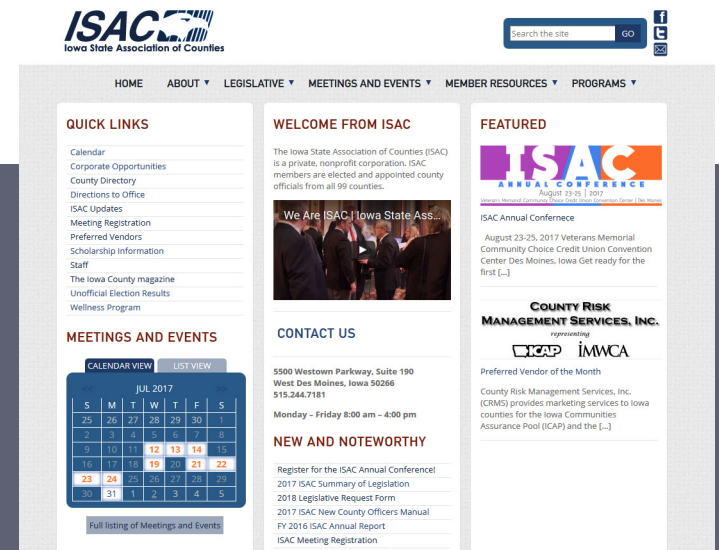 ISAC
Iowa State Association of Counties
Search the site
GO
HOME
ABOUT
LEGISLATIVE
MEETINGS AND EVENTS
MEMBER RESOURCES
PROGRAMS
QUICK LINKS
Calendar
Corporate Opportunities
County Directory
Directions to Office
ISAC Updates
Meeting Registration
Preferred Vendors
Scholarship Information
Staff
The Iowa County magazine
Unofficial Election Results
Wellness Program
MEETINGS AND EVENTS
CALENDAR VIEW
LIST VIEW
<< JUL 2017 >>
S M T W T F S
25 26 27 28 29 30 1
2 3 4 5 6 7 8
9 10 11 12 13 14 15
16 17 18 19 20 21 22
23 24 25 26 27 28 29
30 31 1 2 3 4 5
Full listing of Meetings and Events
WELCOME FROM ISAC
The Iowa State Association of Counties (ISAC)
is a private, nonprofit corporation. ISAC
members are elected and appointed county
officials from all 99 counties.
We Are ISAC | Iowa State Ass...
CONTACT US
5500 Westown Parkway, Suite 190
West Des Moines, Iowa 50266
515.244.7181
Monday – Friday 8:00 am – 4:00 pm
NEW AND NOTEWORTHY
Register for the ISAC Annual Conference!
2017 ISAC Summary of Legislation
2018 Legislative Request Form
2017 ISAC New County Officers Manual
FY 2016 ISAC Annual Report
ISAC Meeting Registration
FEATURED
ISAC
ANNUAL CONFERENCE
August 23-25 | 2017
Veteran's Memorial Community Choice Credit Union Convention Center | Des Moines
ISAC Annual Confernece
August 23-25, 2017 Veterans Memorial
Community Choice Credit Union Convention
Center Des Moines, Iowa Get ready for the
first [...]
COUNTY RISK
MANAGEMENT SERVICES, INC.
representing
ICAP IMWCA
Preferred Vendor of the Month
County Risk Management Services, Inc.
(CRMS) provides marketing services to Iowa
counties for the Iowa Communities
Assurance Pool (ICAP) and the [...]